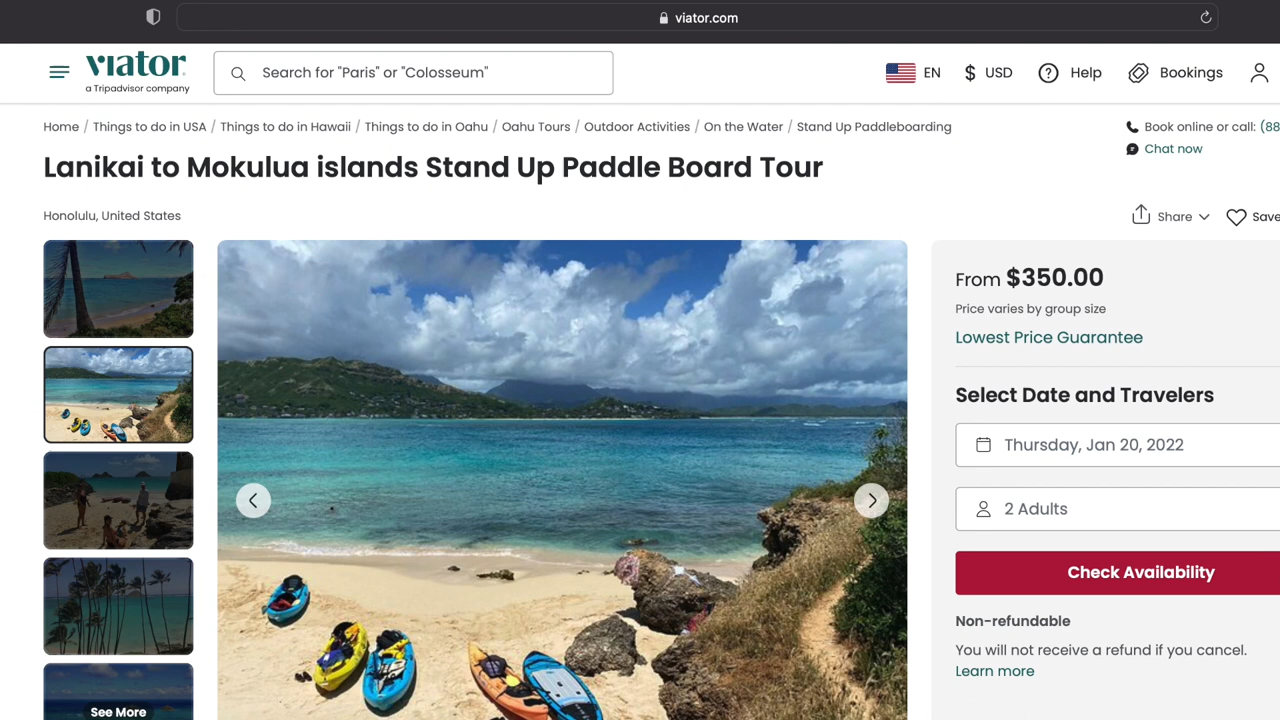 viator.com
viator
a Tripadvisor company
Search for "Paris" or "Colosseum"
EN
$ USD
Help
Bookings
Home / Things to do in USA / Things to do in Hawaii / Things to do in Oahu / Oahu Tours / Outdoor Activities / On the Water / Stand Up Paddleboarding
Book online or call: (88
Chat now
Lanikai to Mokulua islands Stand Up Paddle Board Tour
Honolulu, United States
Share
Save
See More
From $350.00
Price varies by group size
Lowest Price Guarantee
Select Date and Travelers
Thursday, Jan 20, 2022
2 Adults
Check Availability
Non-refundable
You will not receive a refund if you cancel.
Learn more